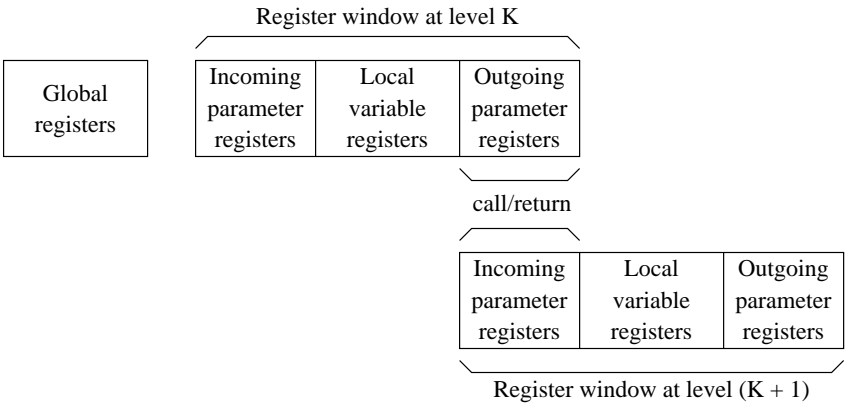 Register window at level K
Global
registers
Incoming
parameter
registers
Local
variable
registers
Outgoing
parameter
registers
call/return
Incoming
parameter
registers
Local
variable
registers
Outgoing
parameter
registers
Register window at level (K + 1)